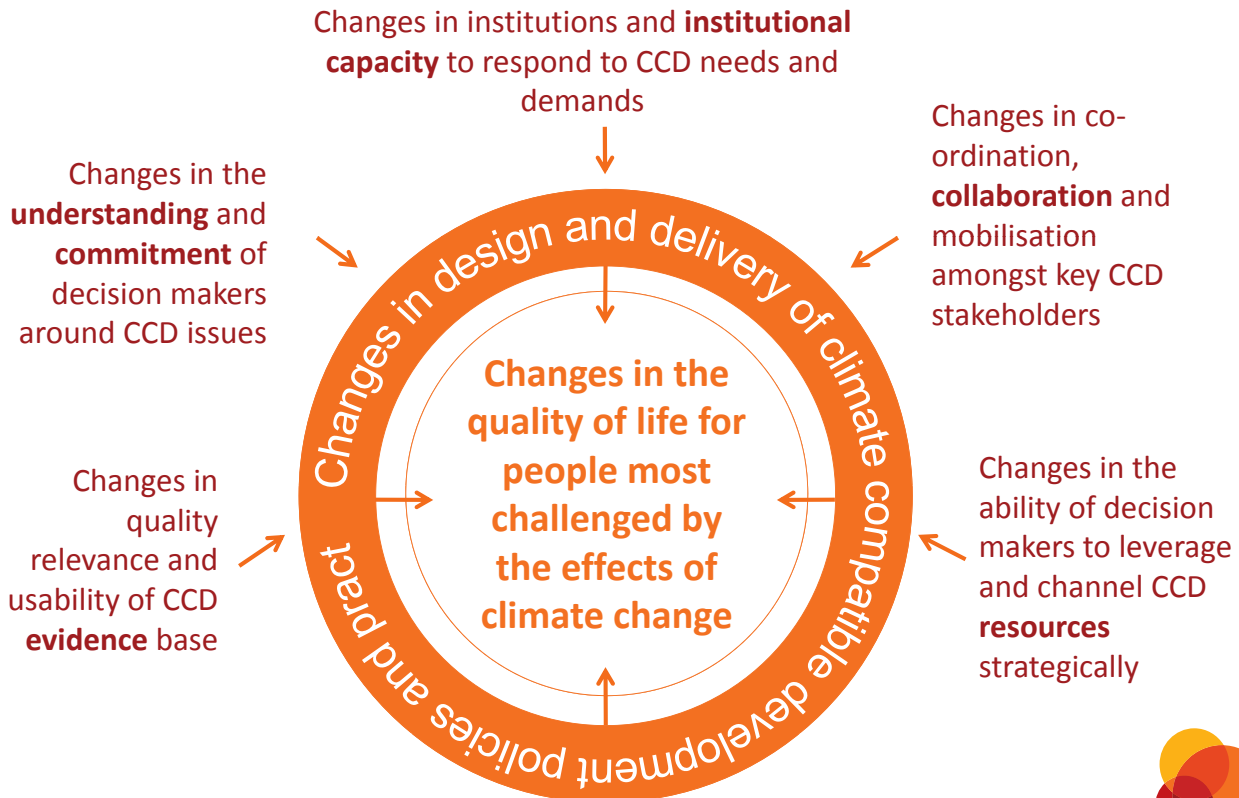 Changes in institutions and institutional
capacity to respond to CCD needs and
demands
Changes in the
understanding and
commitment of
decision makers
around CCD issues
Changes in co-
ordination,
collaboration and
mobilisation
amongst key CCD
stakeholders
Changes in design and delivery of climate compatible development policies and pract
Changes in the
quality of life for
people most
challenged by
the effects of
climate change
Changes in
quality
relevance and
usability of CCD
evidence base
Changes in the
ability of decision
makers to leverage
and channel CCD
resources
strategically